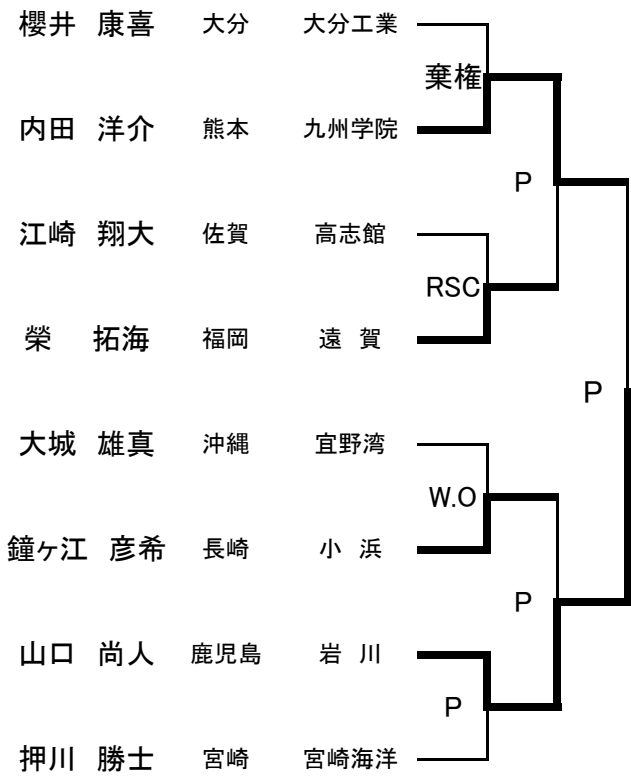 櫻井 康喜 大分 大分工業
棄権
内田 洋介 熊本 九州学院
P
江崎 翔大 佐賀 高志館
RSC
榮 拓海 福岡 遠 賀
P
大城 雄真 沖縄 宜野湾
W.O
鐘ヶ江 彦希 長崎 小 浜
P
山口 尚人 鹿児島 岩 川
P
押川 勝士 宮崎 宮崎海洋